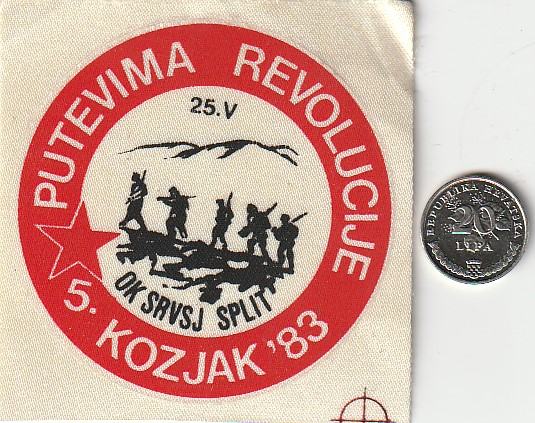 PUTEVIMA REVOLUCIJE
25.V
OK SRVSJ SPLIT
5. KOZJAK '83
REPUBLIKA HRVATSKA
20
LIPA